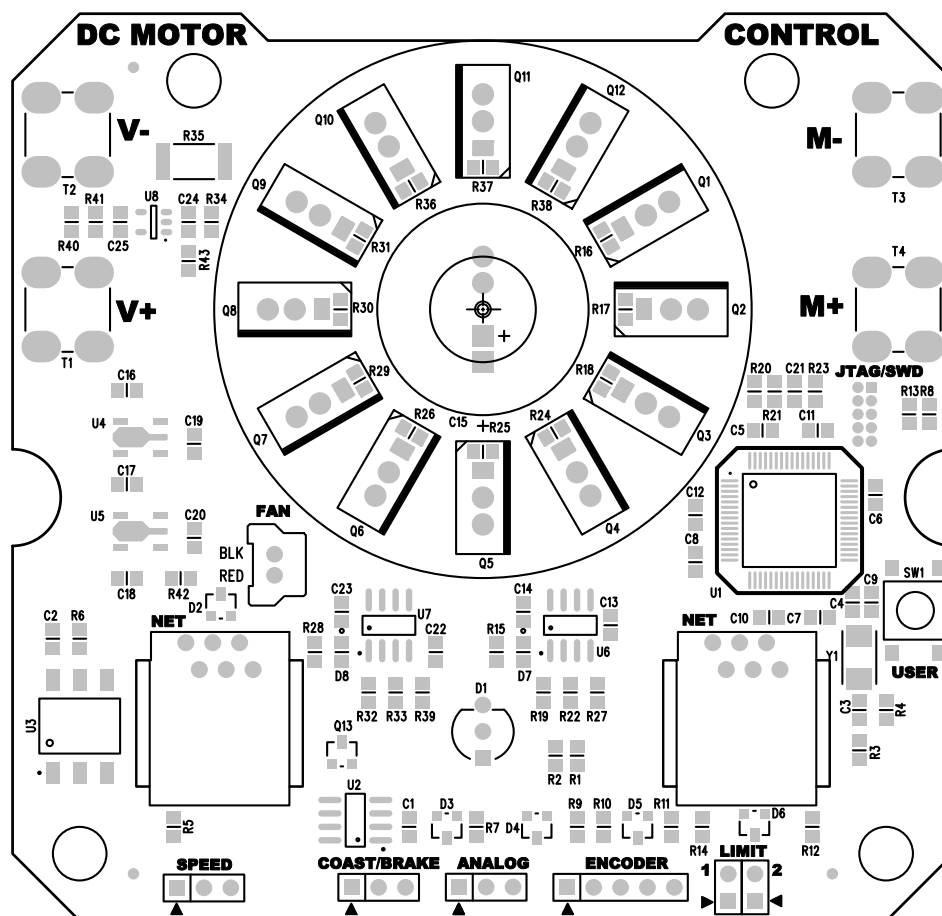 DC MOTOR CONTROL
Q11
Q10 Q12
V- R35 M-
T2 U8 C24 R34 Q9 R36 R37 R38 Q1 T3
R41
R40 C25 R43 R31 R16 T4
V+ Q8 R30 + R17 Q2 M+
T1
C16 R29 R18 R20 C21 R23 JTAG/SWD
R13 R8
U4 C19 R26 C15 + R25 R24 C5 R21 C11
Q7 Q3
C17 C12 C6
U5 C20 FAN Q6 Q4 C8
BLK Q5
RED
C18 R42 D2 C23 C14 U1 C9 SW1
C2 R6 NET U7 C13 NET C10 C7 C4
R28 C22 R15 U6 Y1 USER
D8 D7
U3 R32 R33 R39 D1 R19 R22 R27 C3 R4
Q13
R2 R1 R3
U2
R5 C1 D3 R7 D4 R9 R10 D5 R11 R14 D6 R12
SPEED COAST/BRAKE ANALOG ENCODER LIMIT
1 2